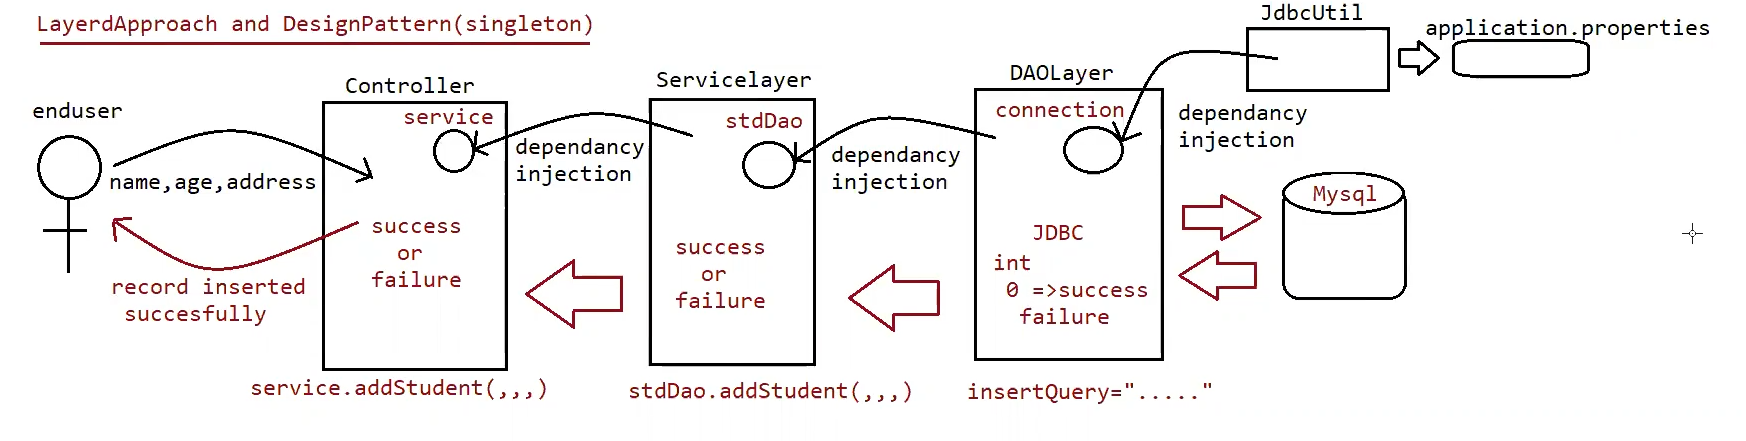 LayerdApproach and DesignPattern(singleton)
JdbcUtil
application.properties
Controller
Servicelayer
DAOLayer
enduser
service
stdDao
connection
dependancy
injection
dependancy
injection
dependancy
injection
name,age,address
Mysql
success
or
failure
success
or
failure
JDBC
int
0 =>success
failure
record inserted
succesfully
service.addStudent(,,,)
stdDao.addStudent(,,,)
insertQuery="....."